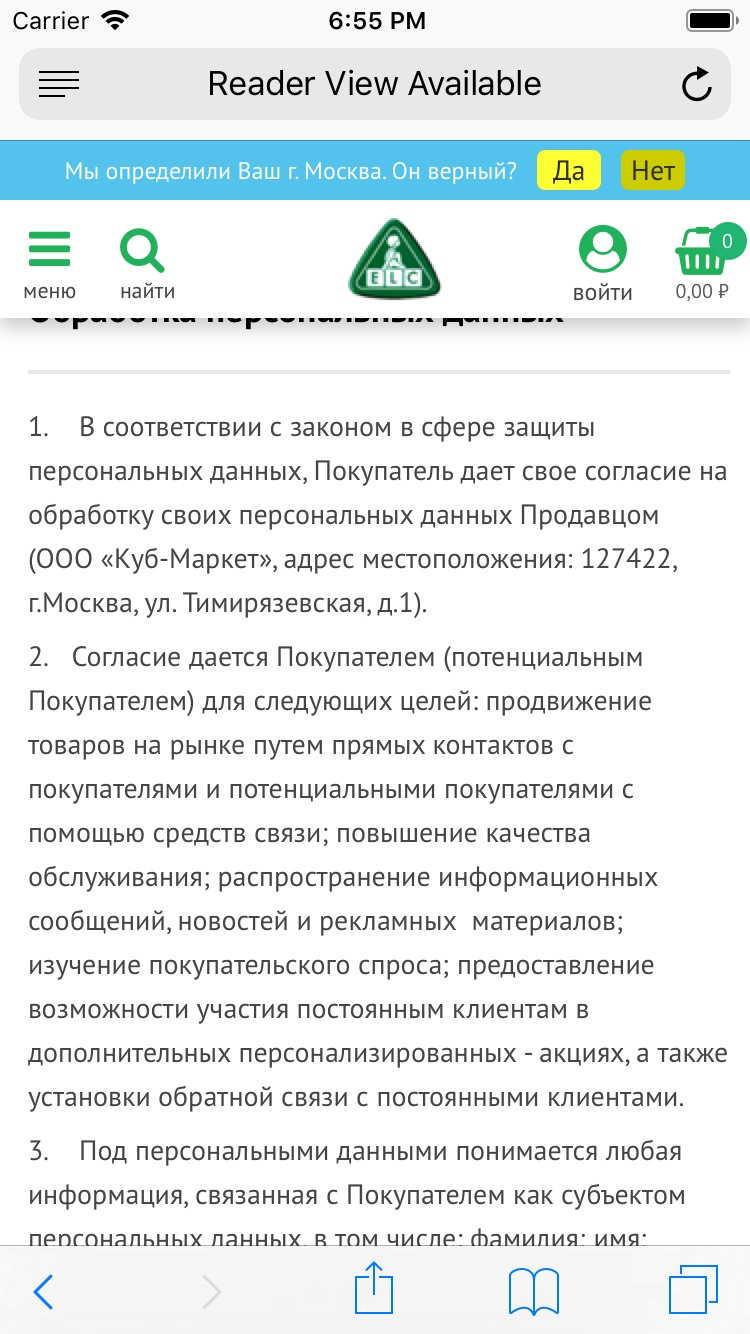 Carrier 6:55 PM
Reader View Available
Мы определили Ваш г. Москва. Он верный? Да Нет
0
ELC
меню найти войти 0,00 ₽
Обработка персональных данных
1. В соответствии с законом в сфере защиты
персональных данных, Покупатель дает свое согласие на
обработку своих персональных данных Продавцом
(ООО «Куб-Маркет», адрес местоположения: 127422,
г.Москва, ул. Тимирязевская, д.1).
2. Согласие дается Покупателем (потенциальным
Покупателем) для следующих целей: продвижение
товаров на рынке путем прямых контактов с
покупателями и потенциальными покупателями с
помощью средств связи; повышение качества
обслуживания; распространение информационных
сообщений, новостей и рекламных  материалов;
изучение покупательского спроса; предоставление
возможности участия постоянным клиентам в
дополнительных персонализированных - акциях, а также
установки обратной связи с постоянными клиентами.
3. Под персональными данными понимается любая
информация, связанная с Покупателем как субъектом
персональных данных, в том числе: фамилия; имя;